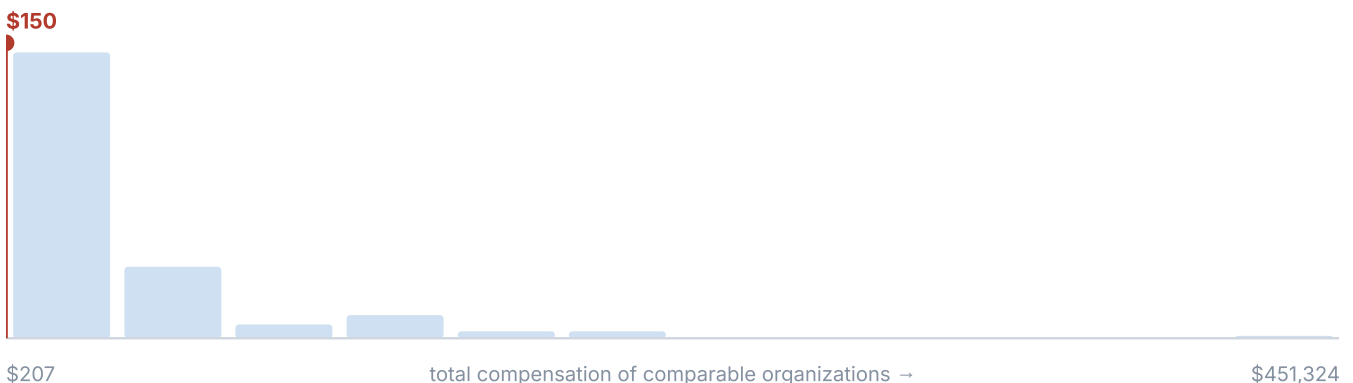 $150
$207 total compensation of comparable organizations → $451,324